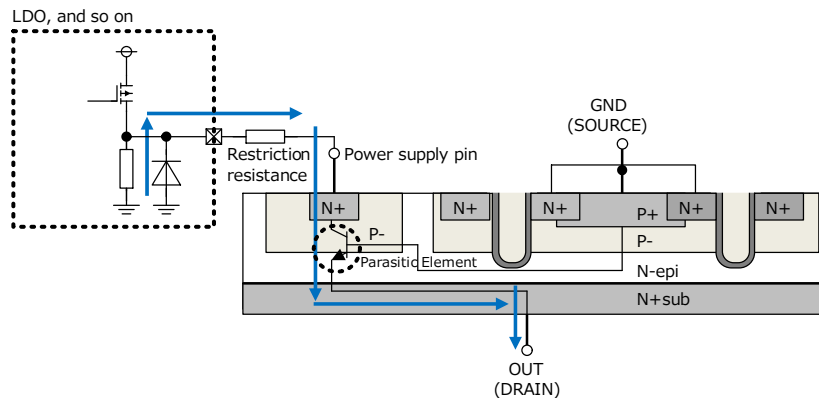 LDO, and so on
GND
(SOURCE)
Restriction
resistance
Power supply pin
N+
P-
Parasitic Element
N+
N+
P+
N+
N+
P-
N-epi
N+sub
OUT
(DRAIN)